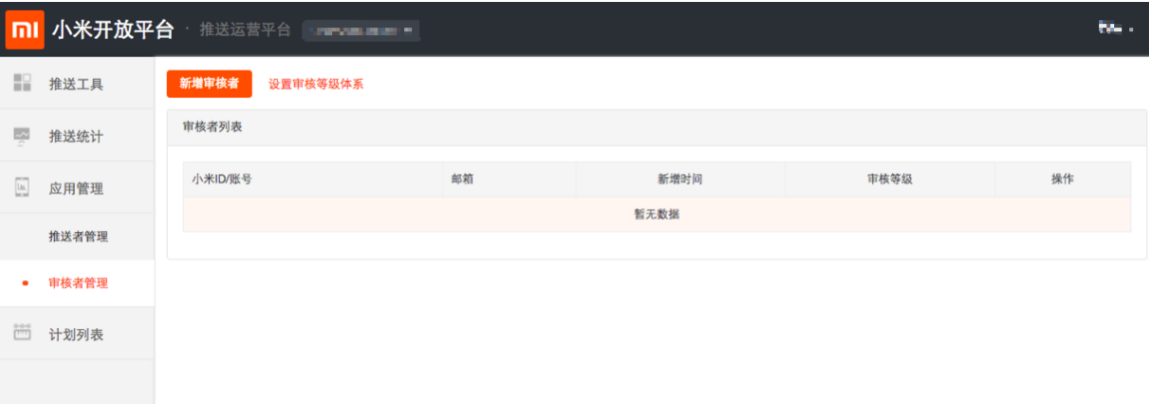 小米开放平台 · 推送运营平台
推送工具
推送统计
应用管理
推送者管理
审核者管理
计划列表
新增审核者 设置审核等级体系
审核者列表
小米ID/账号 邮箱 新增时间 审核等级 操作
暂无数据